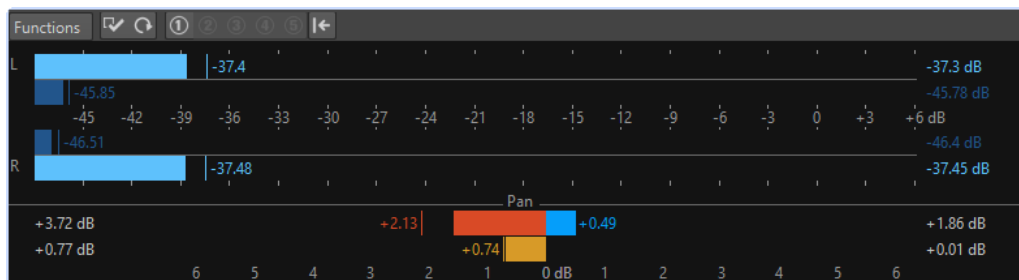 Functions 1 2 3 4 5
L -37.4 -37.3 dB
-45.85 -45.78 dB
-45 -42 -39 -36 -33 -30 -27 -24 -21 -18 -15 -12 -9 -6 -3 0 +3 +6 dB
-46.51 -46.4 dB
R -37.48 -37.45 dB
Pan
+3.72 dB +2.13 +0.49 +1.86 dB
+0.77 dB +0.74 +0.01 dB
6 5 4 3 2 1 0 dB 1 2 3 4 5 6